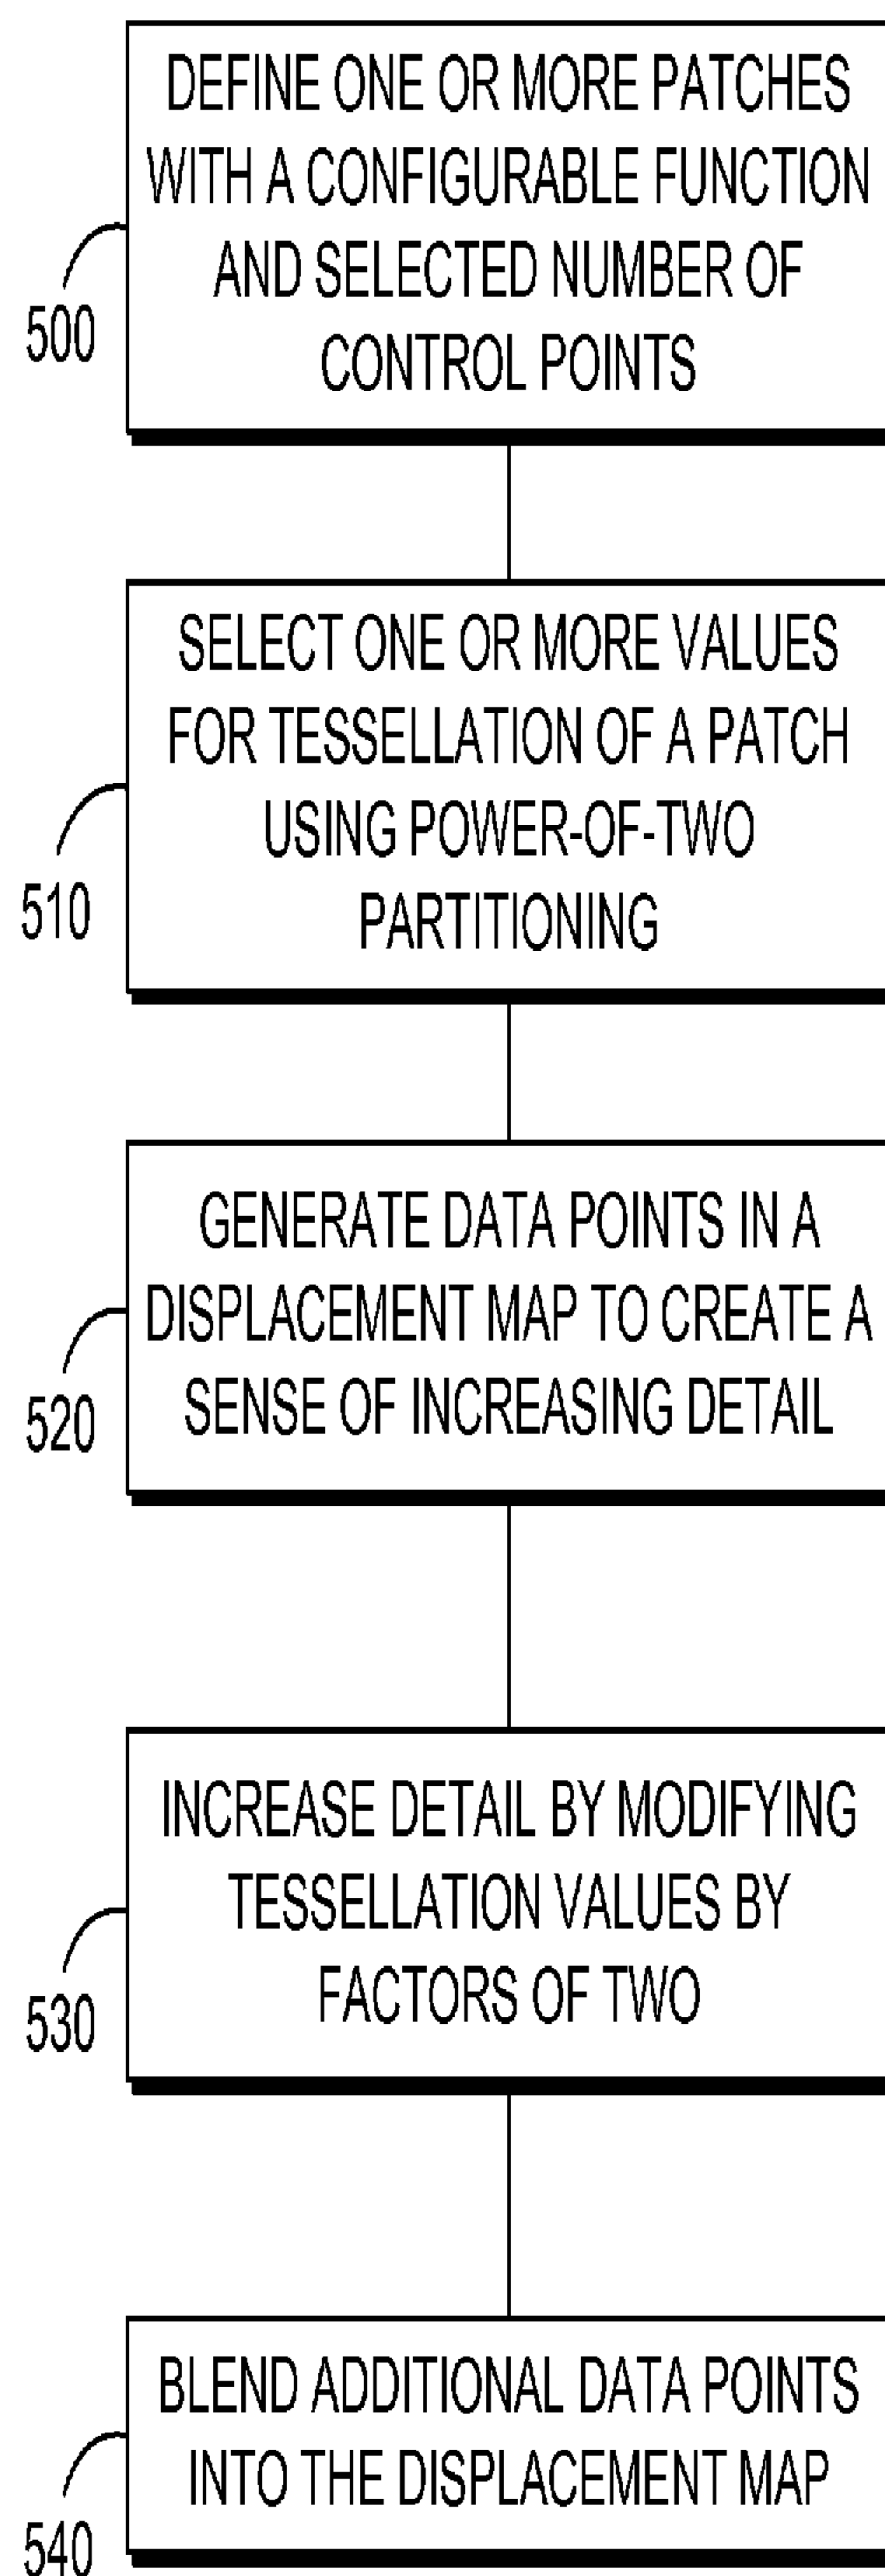 DEFINE ONE OR MORE PATCHES
WITH A CONFIGURABLE FUNCTION
AND SELECTED NUMBER OF
CONTROL POINTS
500
SELECT ONE OR MORE VALUES
FOR TESSELLATION OF A PATCH
USING POWER-OF-TWO
PARTITIONING
510
GENERATE DATA POINTS IN A
DISPLACEMENT MAP TO CREATE A
SENSE OF INCREASING DETAIL
520
INCREASE DETAIL BY MODIFYING
TESSELLATION VALUES BY
FACTORS OF TWO
530
BLEND ADDITIONAL DATA POINTS
INTO THE DISPLACEMENT MAP
540